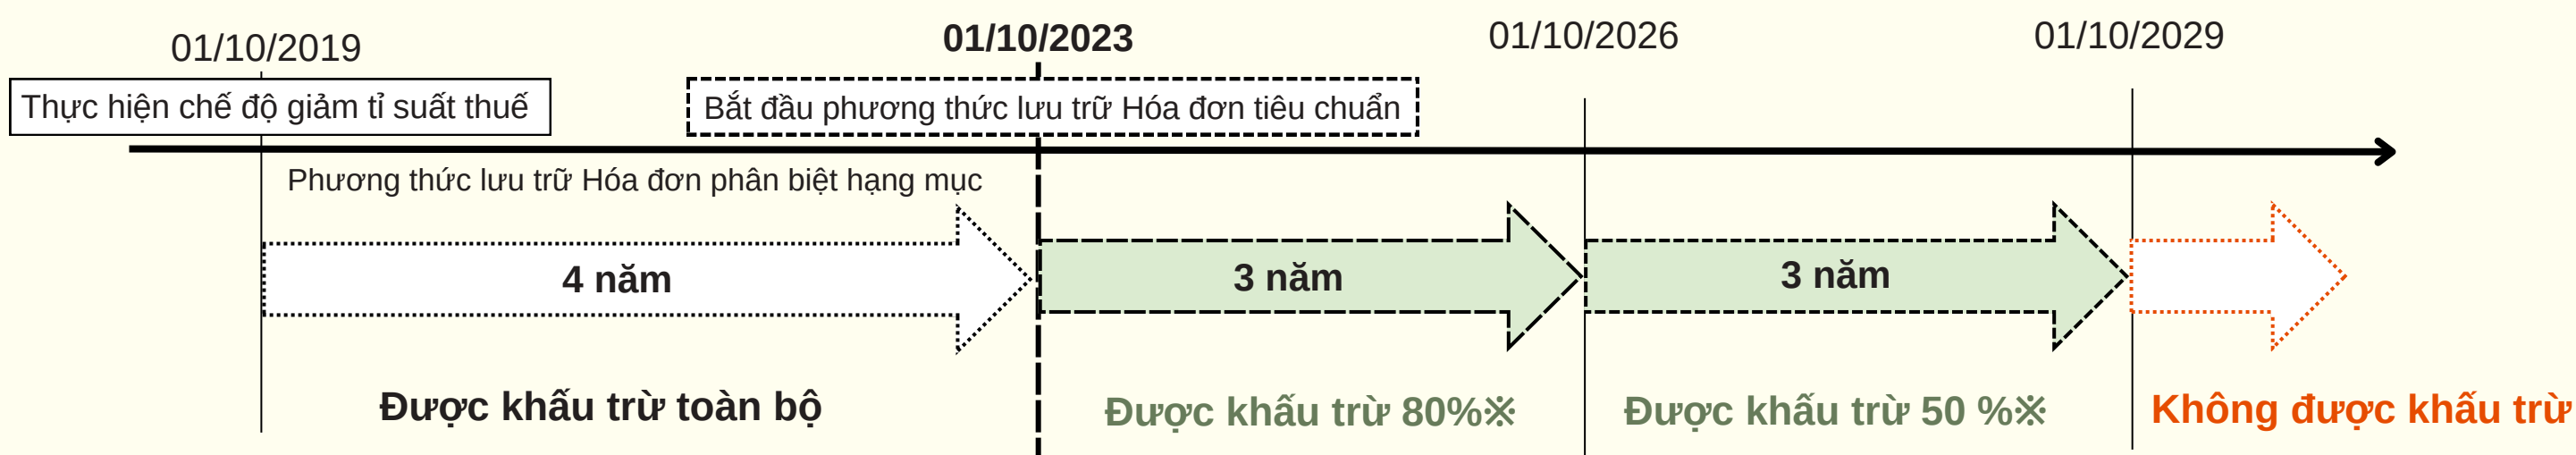 01/10/2019
01/10/2023
01/10/2026
01/10/2029
Thực hiện chế độ giảm tỉ suất thuế
Bắt đầu phương thức lưu trữ Hóa đơn tiêu chuẩn
Phương thức lưu trữ Hóa đơn phân biệt hạng mục
4 năm
3 năm
3 năm
Được khấu trừ toàn bộ
Được khấu trừ 80%※
Được khấu trừ 50 %※
Không được khấu trừ